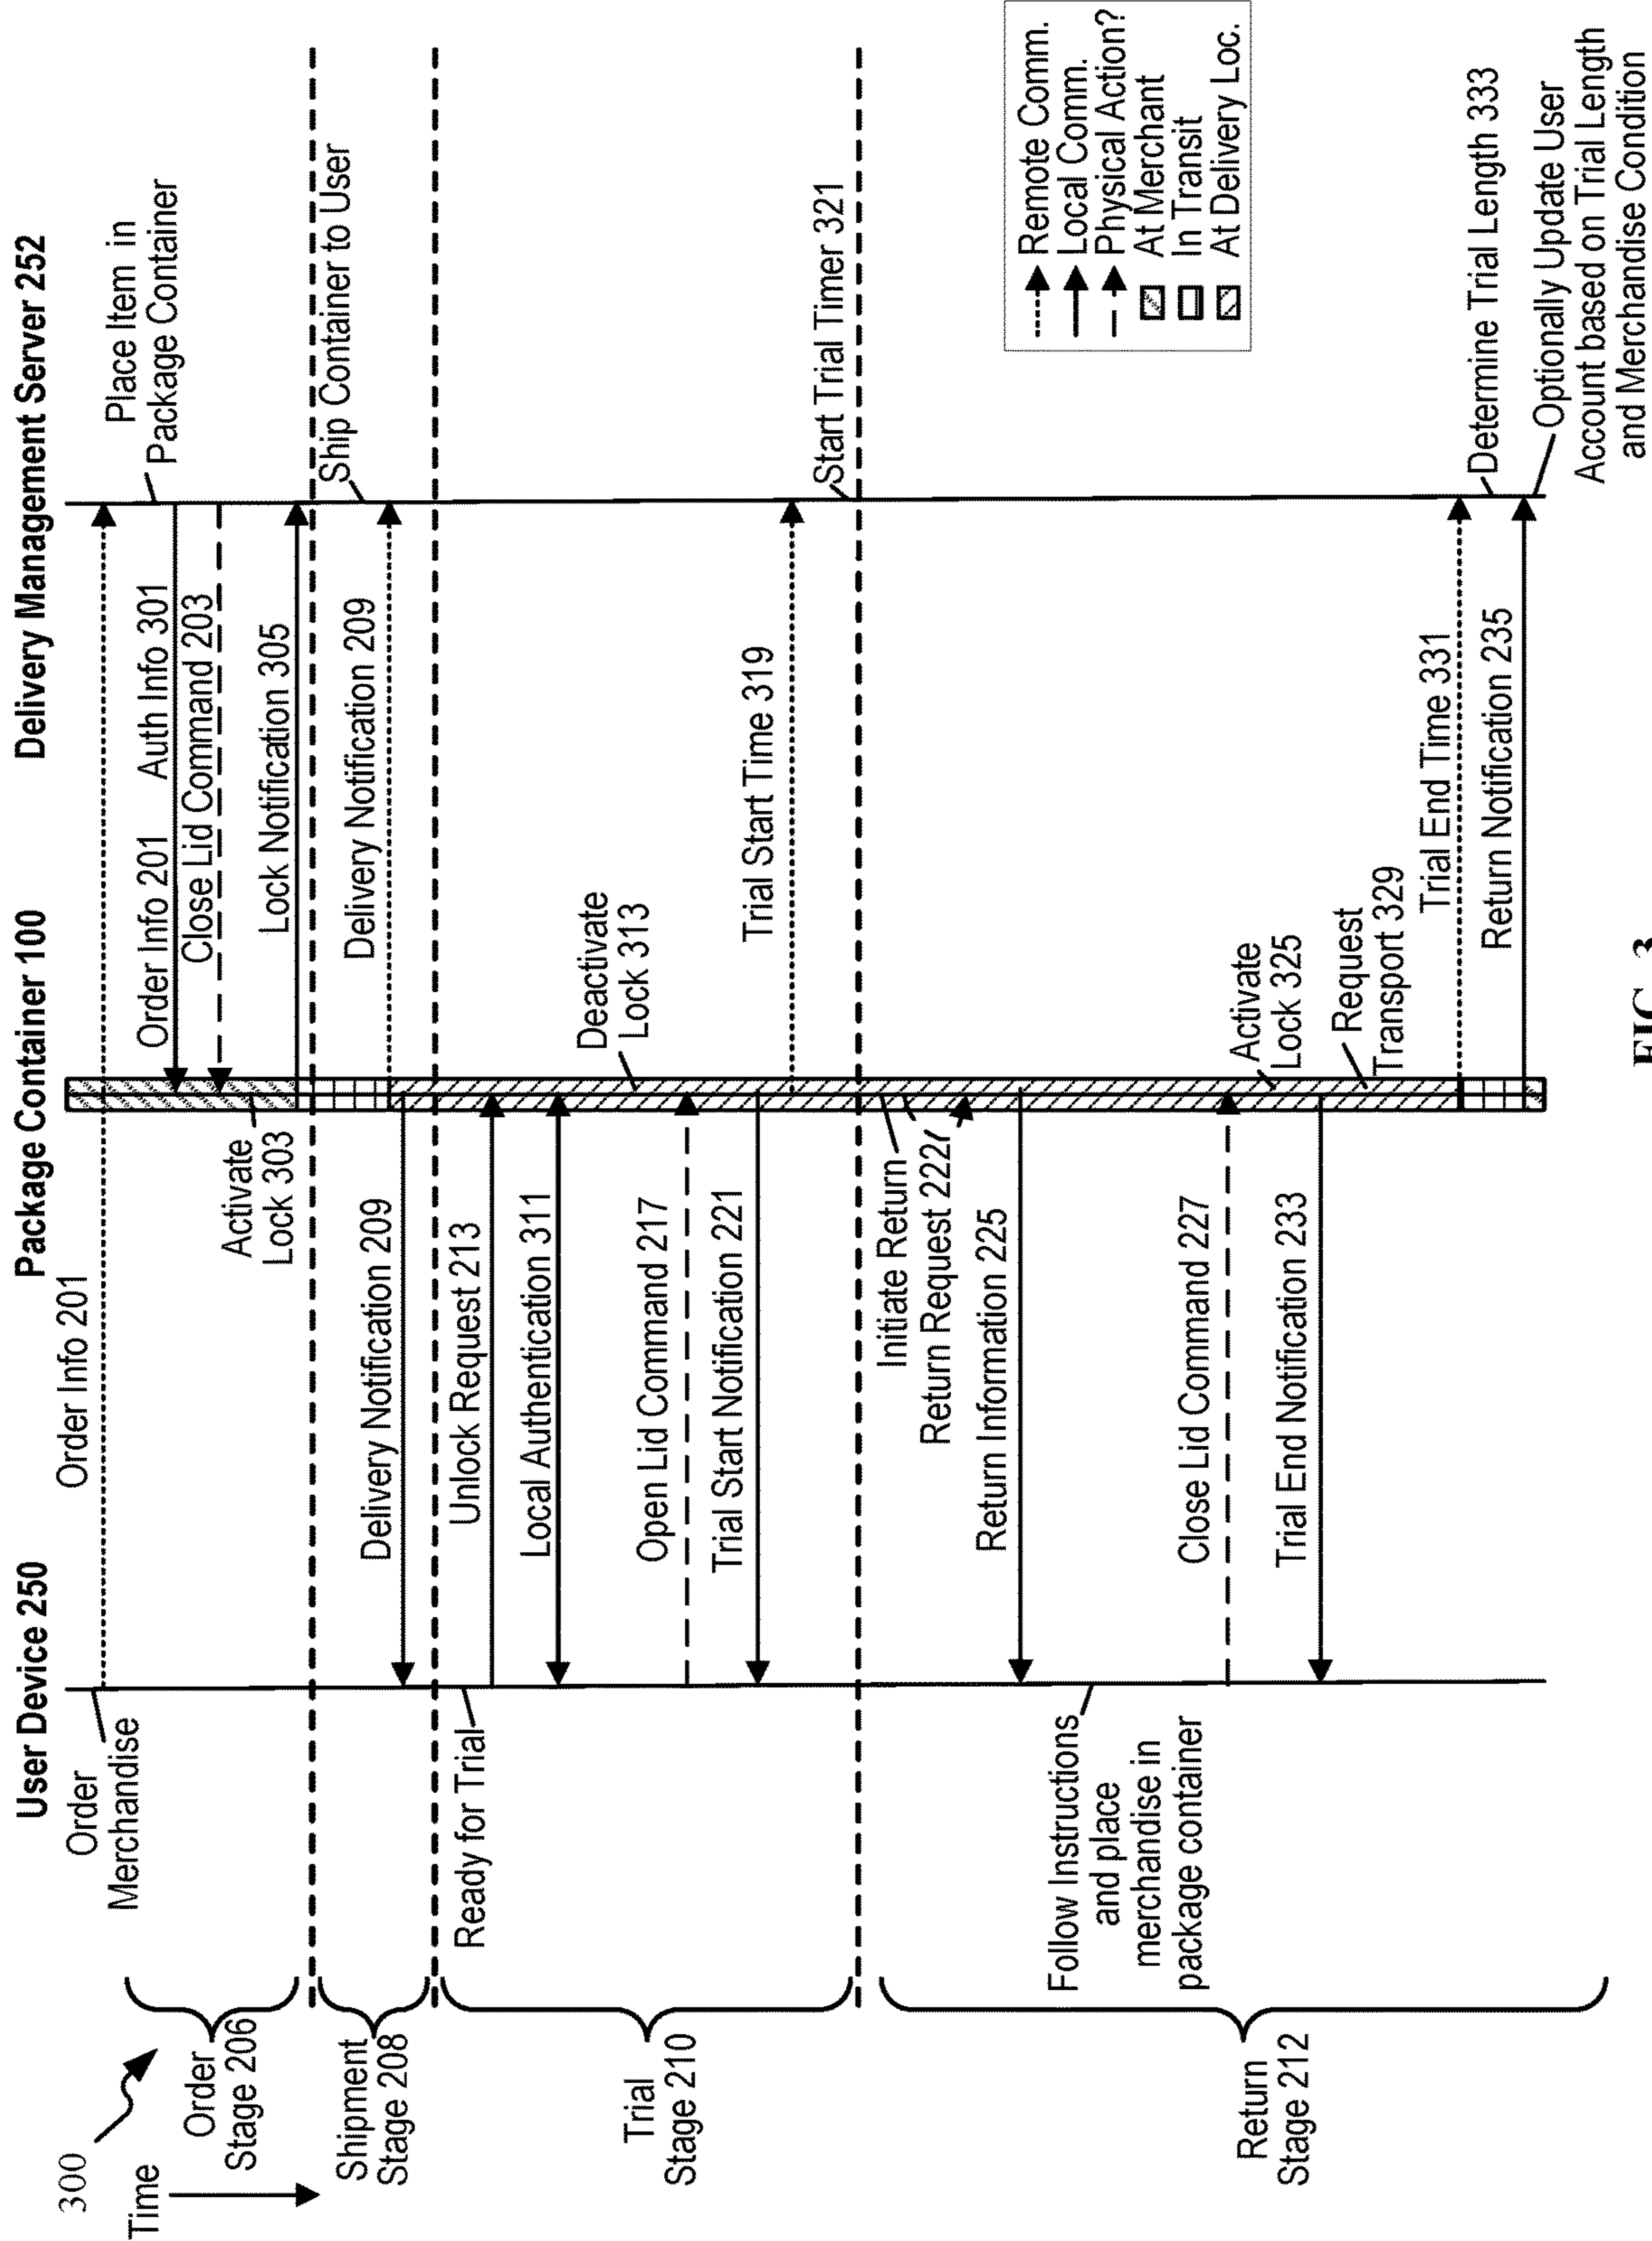 300
Time
User Device 250
Package Container 100
Delivery Management Server 252
Order
Stage 206
Order
Merchandise
Order Info 201
Place Item in
Package Container
Order Info 201
Auth Info 301
Close Lid Command 203
Activate
Lock 303
Lock Notification 305
Shipment
Stage 208
Ship Container to User
Delivery Notification 209
Delivery Notification 209
Trial
Stage 210
Ready for Trial
Unlock Request 213
Local Authentication 311
Deactivate
Lock 313
Open Lid Command 217
Trial Start Notification 221
Trial Start Time 319
Start Trial Timer 321
Return
Stage 212
Initiate Return
Return Request 222
Return Information 225
Follow Instructions
and place
merchandise in
package container
Close Lid Command 227
Activate
Lock 325
Trial End Notification 233
Request
Transport 329
Trial End Time 331
Determine Trial Length 333
Return Notification 235
Optionally Update User
Account based on Trial Length
and Merchandise Condition
Remote Comm.
Local Comm.
Physical Action?
At Merchant
In Transit
At Delivery Loc.
FIG. 3